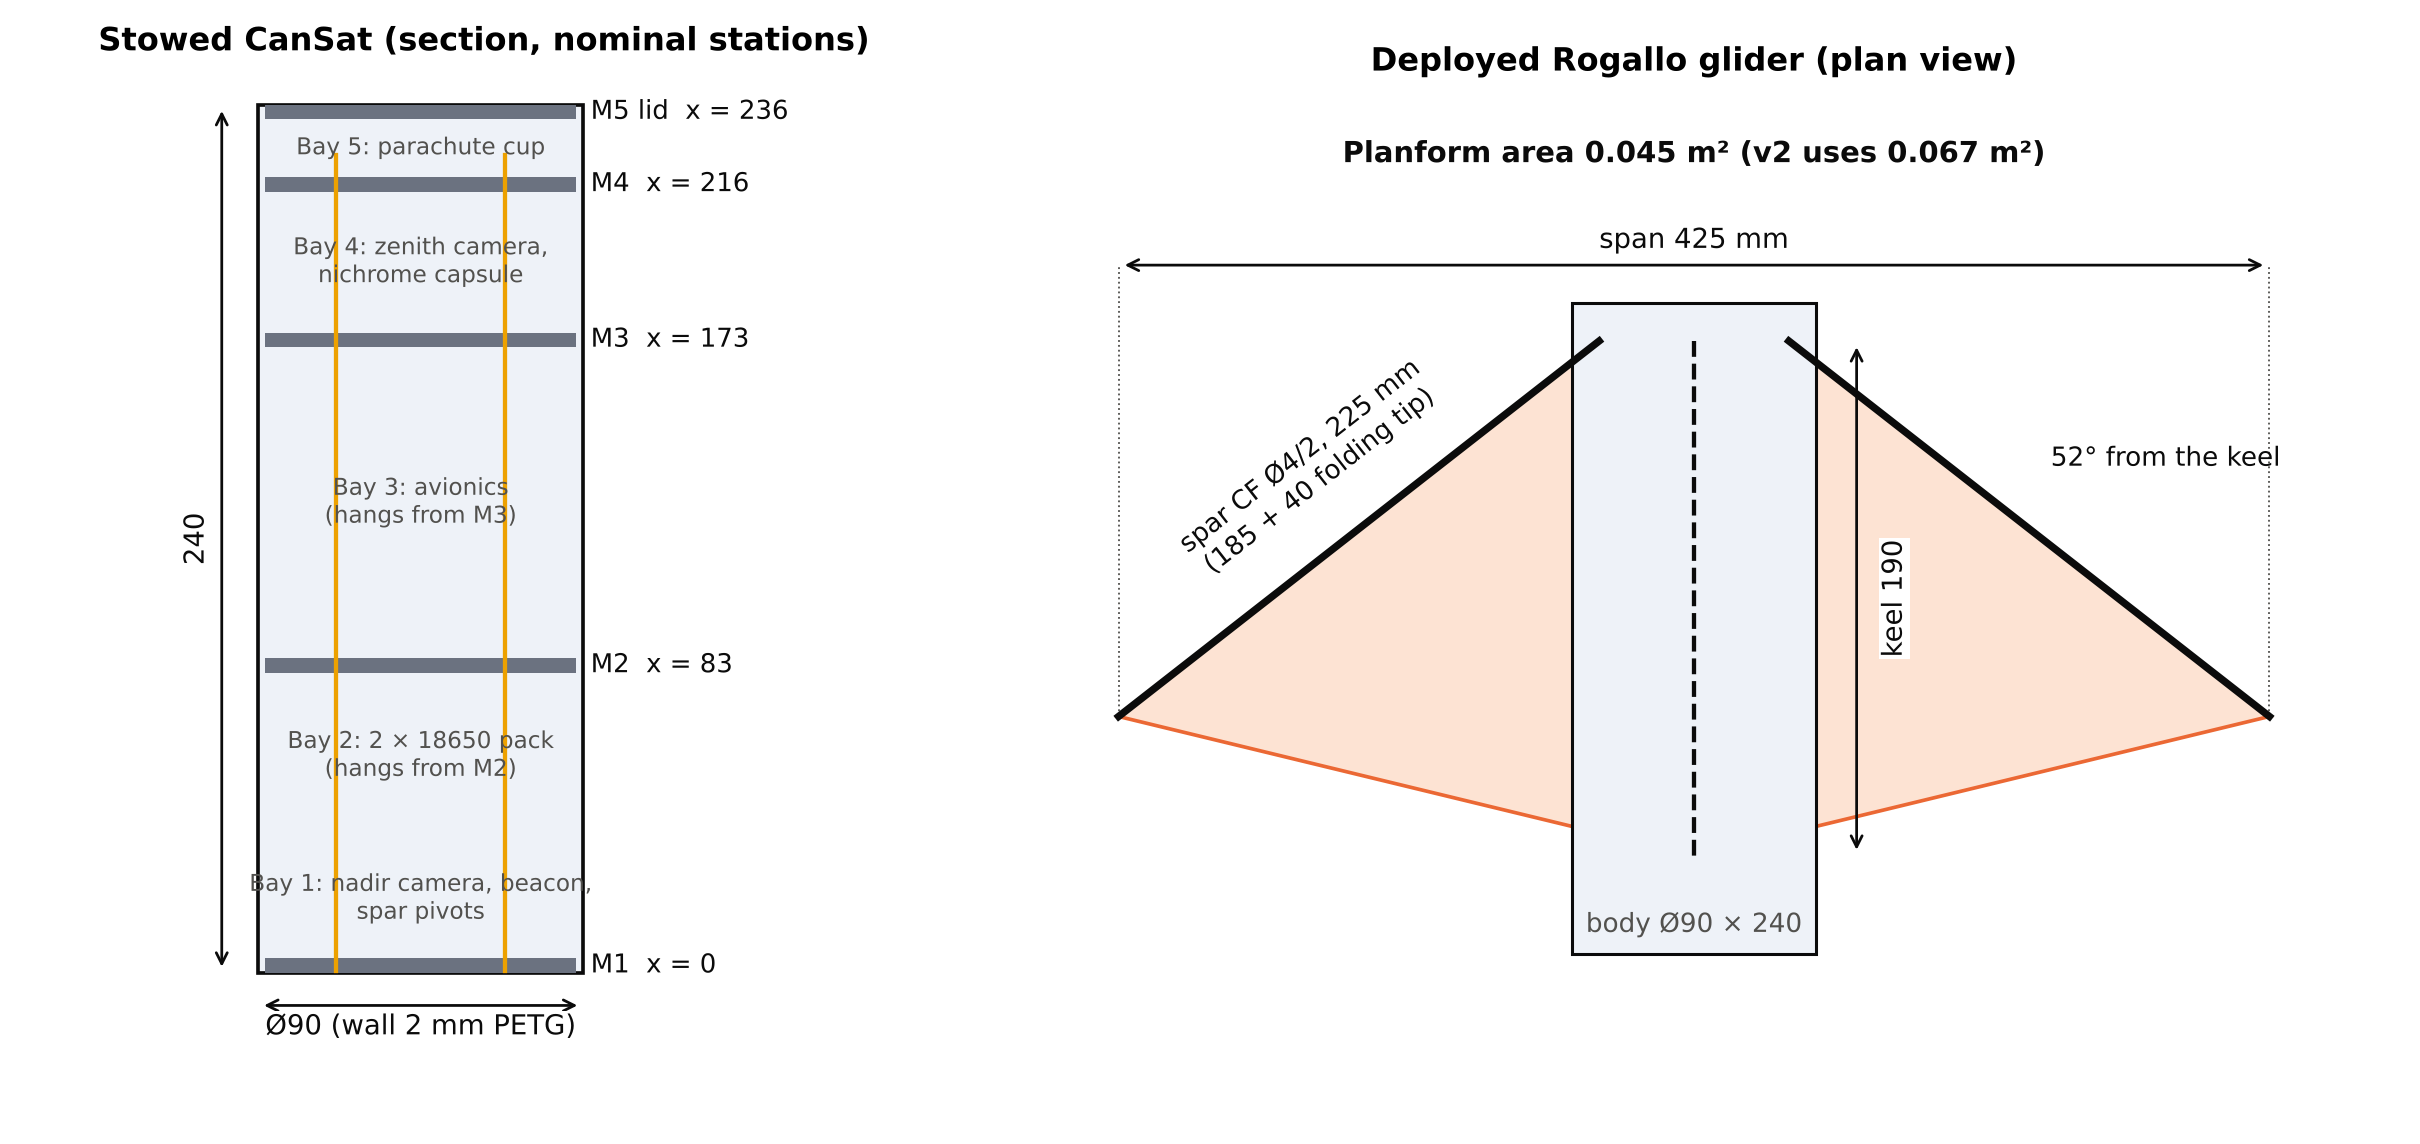 Stowed CanSat (section, nominal stations)
M5 lid  x = 236
Bay 5: parachute cup
M4  x = 216
Bay 4: zenith camera,
nichrome capsule
M3  x = 173
Bay 3: avionics
(hangs from M3)
240
M2  x = 83
Bay 2: 2 × 18650 pack
(hangs from M2)
Bay 1: nadir camera, beacon,
spar pivots
M1  x = 0
Ø90 (wall 2 mm PETG)
Deployed Rogallo glider (plan view)
Planform area 0.045 m² (v2 uses 0.067 m²)
span 425 mm
spar CF Ø4/2, 225 mm
(185 + 40 folding tip)
52° from the keel
keel 190
body Ø90 × 240